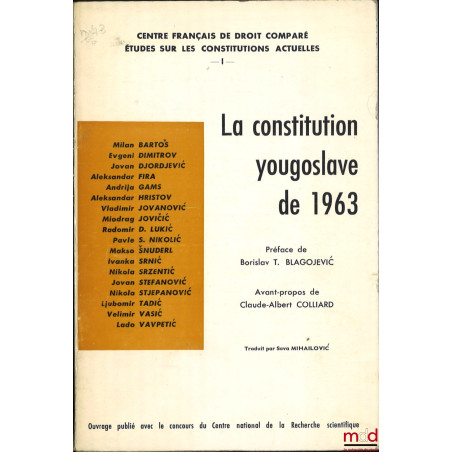 CENTRE FRANÇAIS DE DROIT COMPARÉ
ÉTUDES SUR LES CONSTITUTIONS ACTUELLES
—I—
La constitution
yougoslave
de 1963
Milan BARTOŠ
Evgeni DIMITROV
Jovan DJORDJEVIĆ
Aleksandar FIRA
Andrija GAMS
Aleksandar HRISTOV
Vladimir JOVANOVIĆ
Miodrag JOVIČIĆ
Radomir D. LUKIĆ
Pavle S. NIKOLIĆ
Makso ŠNUDERL
Ivanka SRNIĆ
Nikola SRZENTIĆ
Jovan STEFANOVIĆ
Nikola STJEPANOVIĆ
Ljubomir TADIĆ
Velimir VASIĆ
Lado VAVPETIĆ
Préface de
Borislav T. BLAGOJEVIĆ
Avant-propos de
Claude-Albert COLLIARD
Traduit par Sava MIHAILOVIĆ
Ouvrage publié avec le concours du Centre national de la Recherche scientifique